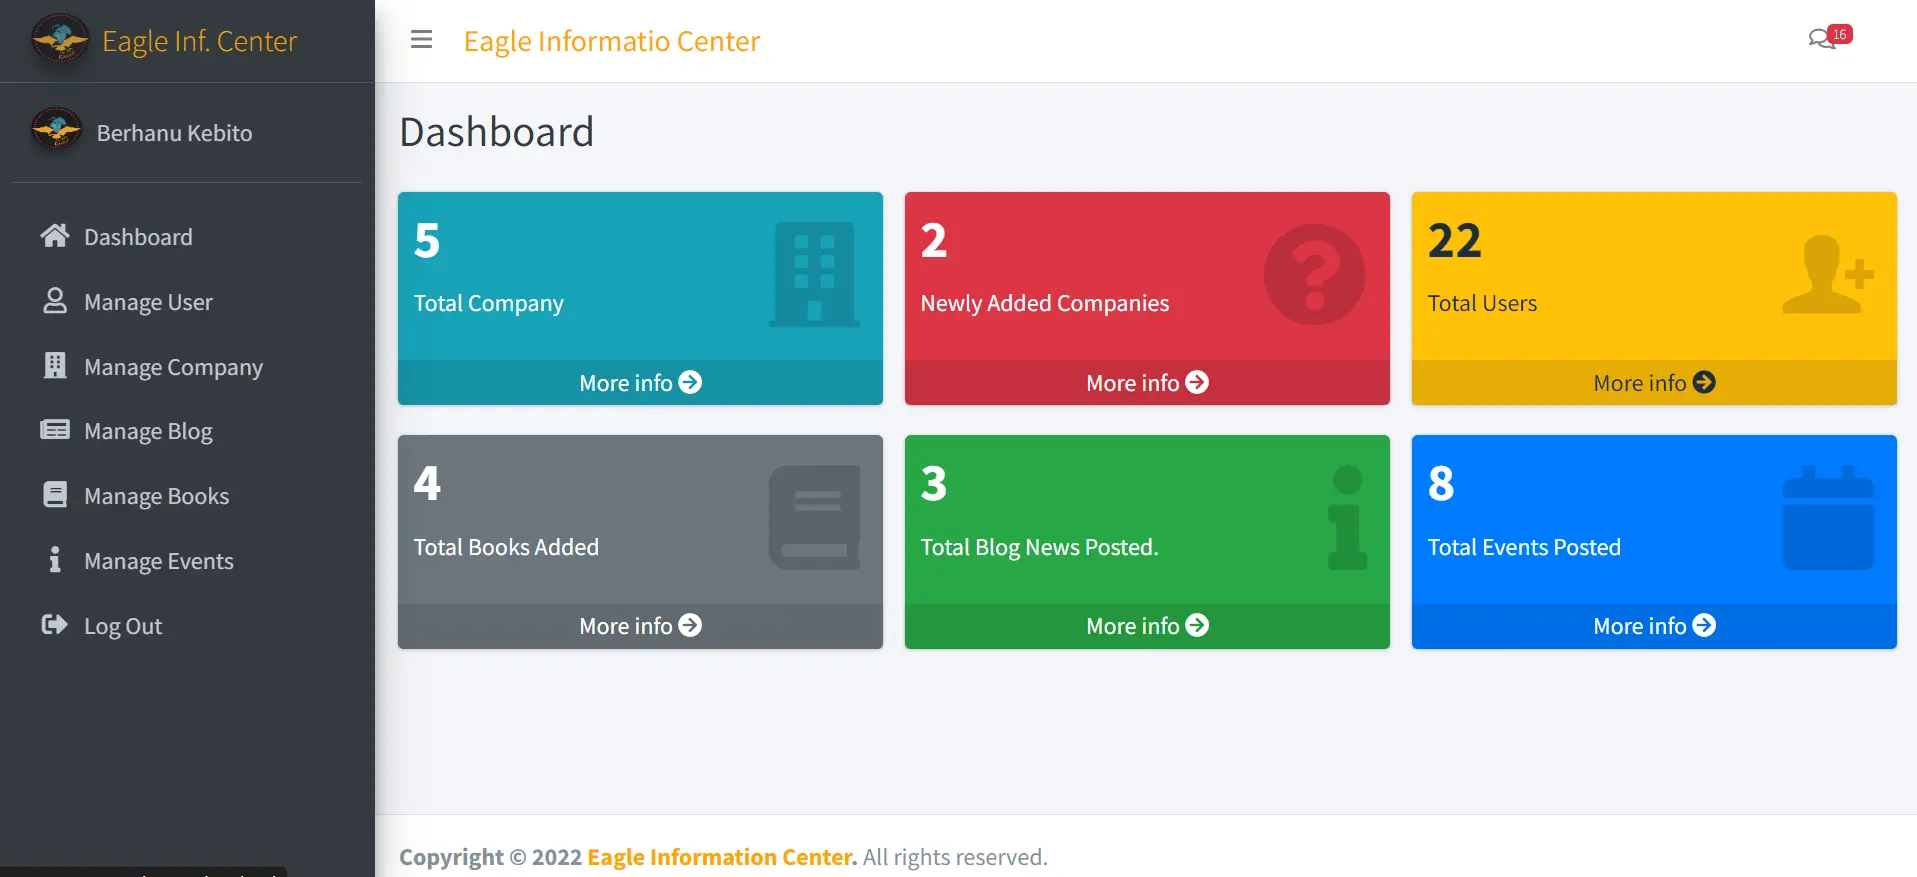 Eagle Inf. Center
Eagle Informatio Center
16
Berhanu Kebito
Dashboard
Manage User
Manage Company
Manage Blog
Manage Books
Manage Events
Log Out
Dashboard
5
Total Company
More info
2
Newly Added Companies
More info
22
Total Users
More info
4
Total Books Added
More info
3
Total Blog News Posted.
More info
8
Total Events Posted
More info
Copyright © 2022 Eagle Information Center. All rights reserved.